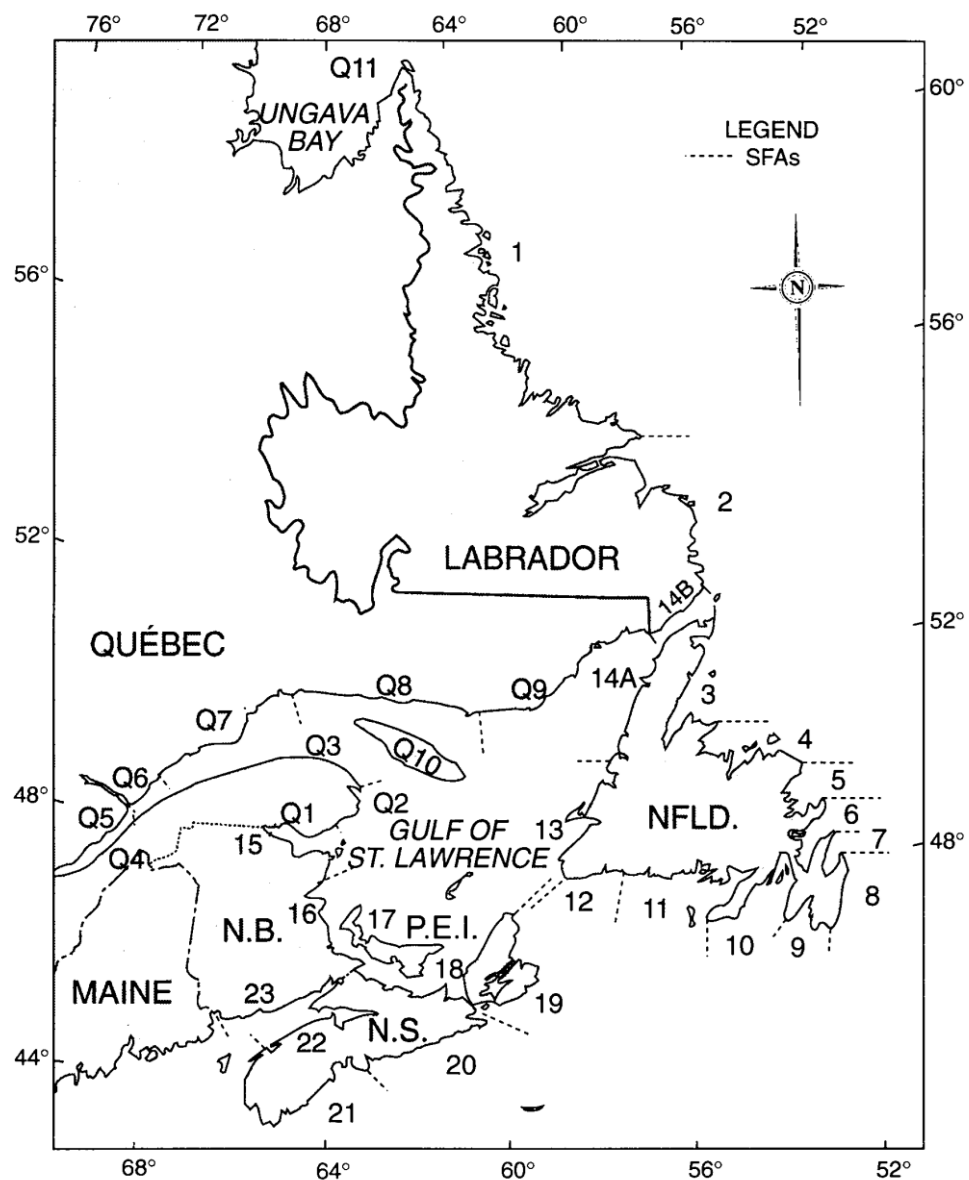 76° 72° 68° 64° 60° 56° 52°
Q11
UNGAVA
BAY
60°
LEGEND
SFAs
N
1
56°
56°
2
52°
LABRADOR
14B
52°
QUÉBEC
14A
Q8
Q9
3
Q7
Q3
Q10
4
Q6
5
48°
Q5
Q2
6
Q1
NFLD.
GULF OF
ST. LAWRENCE
13
7
48°
15
Q4
12
11
8
16
17
P.E.I.
10
9
N.B.
18
MAINE
23
19
N.S.
22
20
44°
44°
21
68° 64° 60° 56° 52°